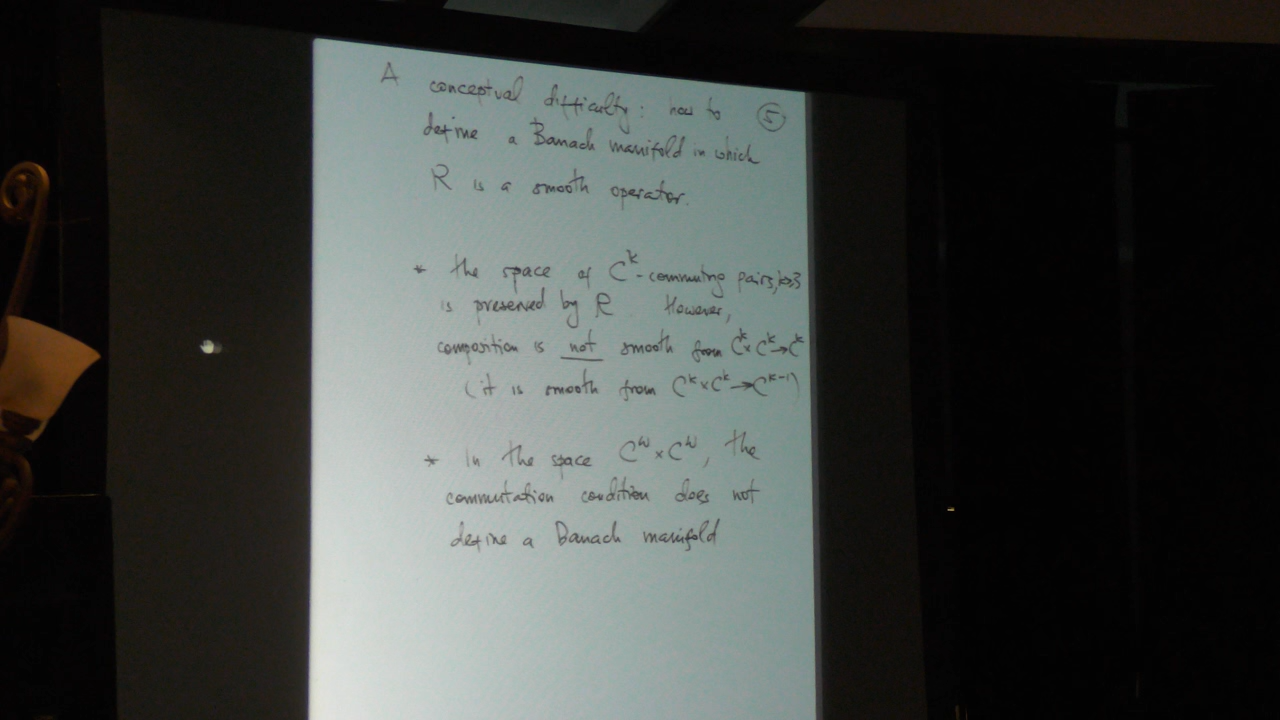 A conceptual difficulty: how to ⑤
define a Banach manifold in which
R is a smooth operator.
* the space of C^k-commuting pairs, k≥3
is preserved by R However,
composition is not smooth from C^k×C^k→C^k
(it is smooth from C^k×C^k→C^{k-1})
* In the space C^ω×C^ω, the
commutation condition does not
define a Banach manifold